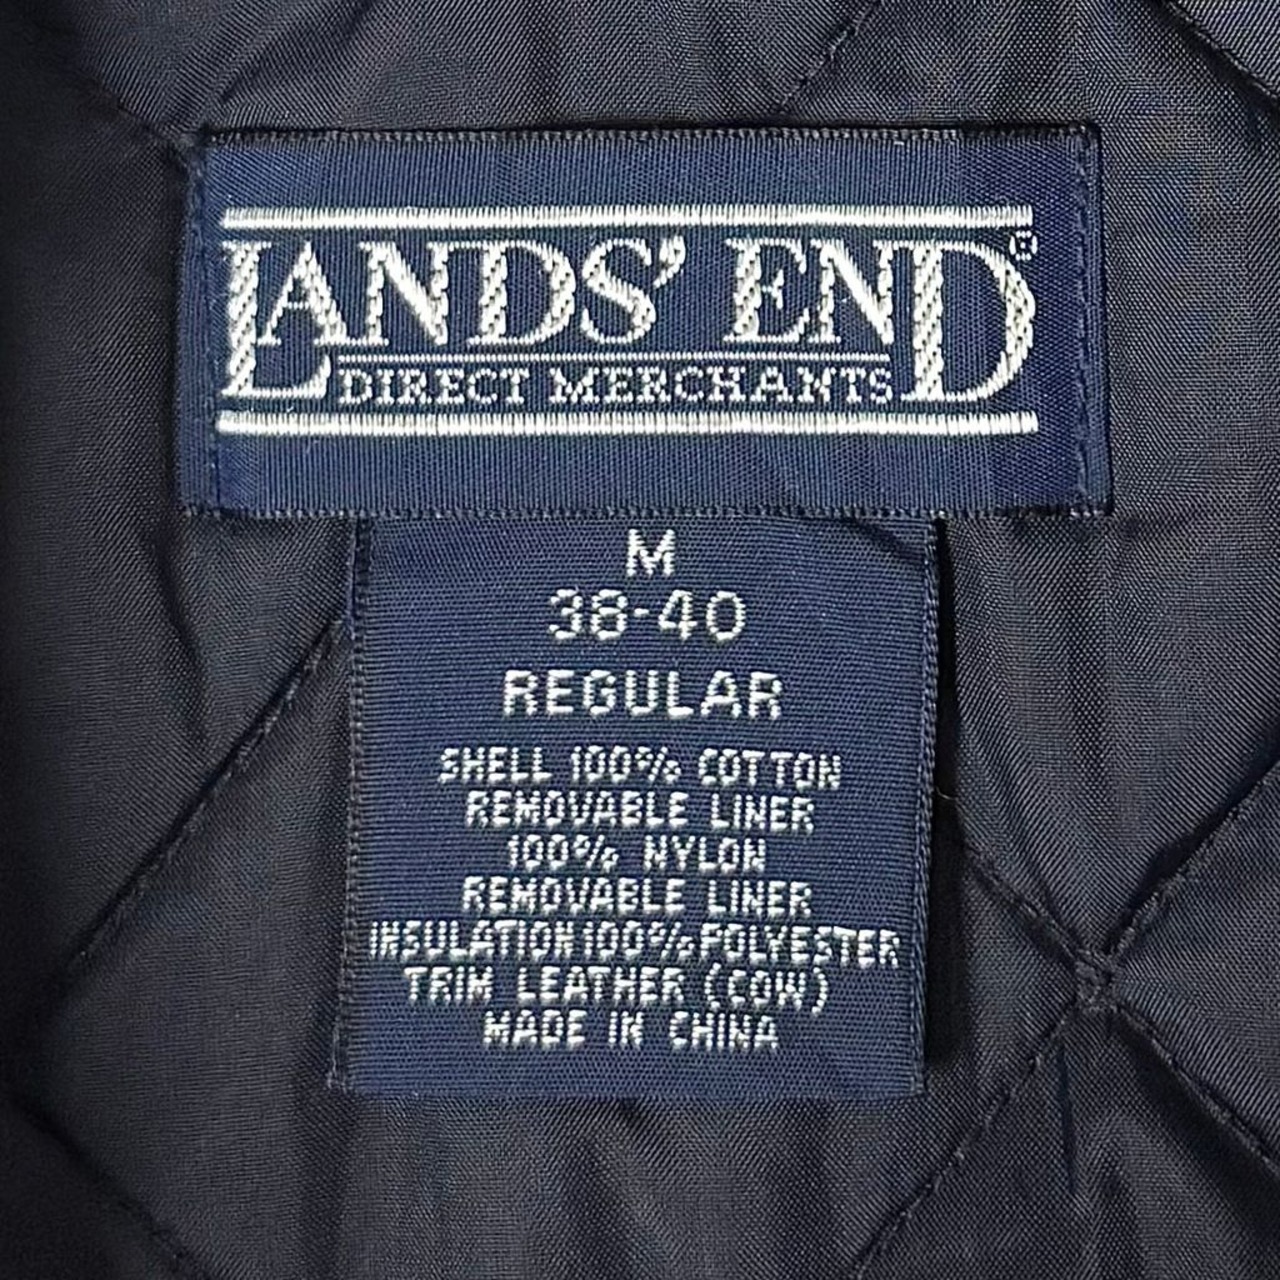 LANDS' END®
DIRECT MERCHANTS
M
38-40
REGULAR
SHELL 100% COTTON
REMOVABLE LINER
100% NYLON
REMOVABLE LINER
INSULATION 100% POLYESTER
TRIM LEATHER (COW)
MADE IN CHINA